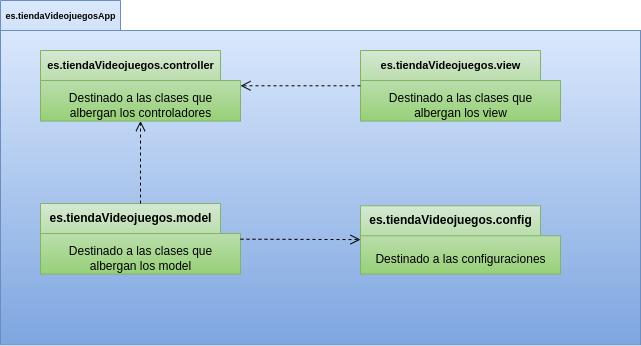 es.tiendaVideojuegosApp
es.tiendaVideojuegos.controller
Destinado a las clases que
albergan los controladores
es.tiendaVideojuegos.view
Destinado a las clases que
albergan los view
es.tiendaVideojuegos.model
Destinado a las clases que
albergan los model
es.tiendaVideojuegos.config
Destinado a las configuraciones